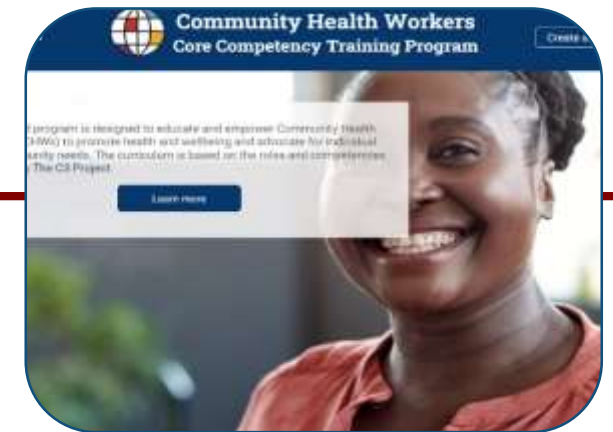 Community Health Workers
Core Competency Training Program
Create a
program is designed to educate and empower Community Health
(CHWs) to promote health and wellbeing and advocate for individual
unity needs. The curriculum is based on the roles and competencies
The C3 Project.
Learn more